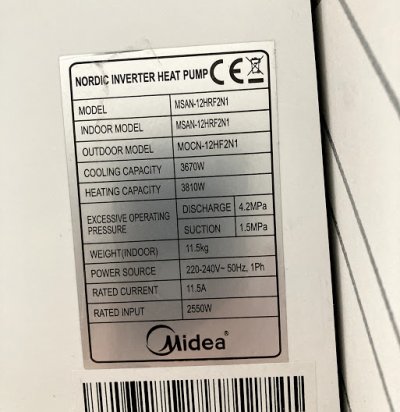 NORDIC INVERTER HEAT PUMP CE
MODEL MSAN-12HRF2N1
INDOOR MODEL MSAN-12HRF2N1
OUTDOOR MODEL MOCN-12HF2N1
COOLING CAPACITY 3670W
HEATING CAPACITY 3810W
EXCESSIVE OPERATING PRESSURE DISCHARGE 4.2MPa
SUCTION 1.5MPa
WEIGHT(INDOOR) 11.5kg
POWER SOURCE 220-240V~ 50Hz, 1Ph
RATED CURRENT 11.5A
RATED INPUT 2550W
Midea®